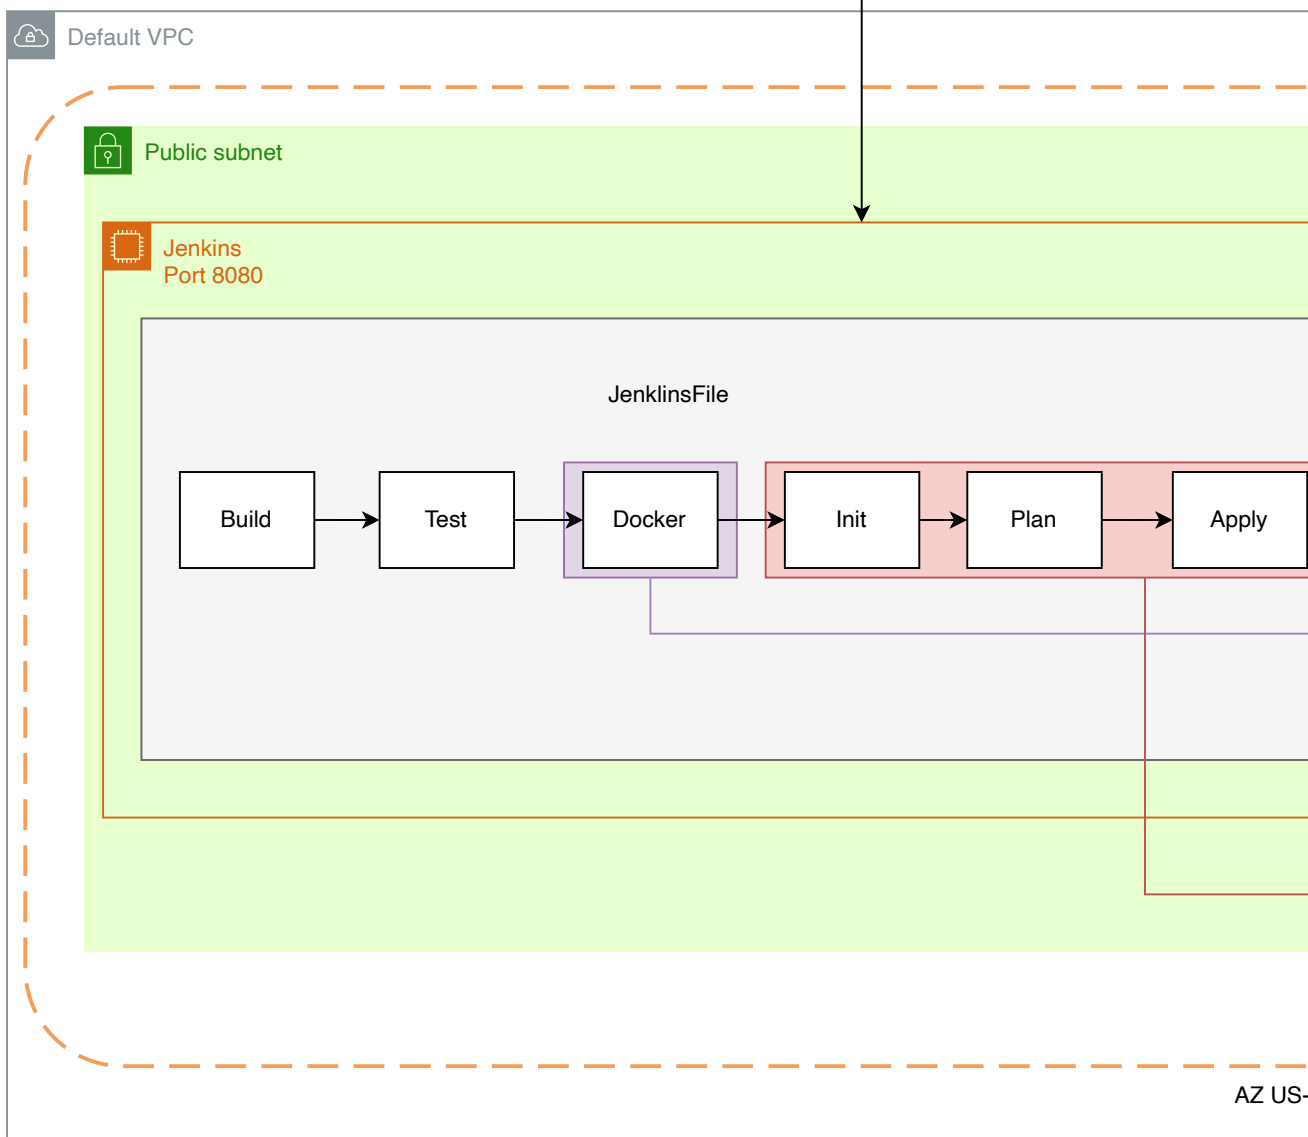 Default VPC
Public subnet
Jenkins
Port 8080
JenklinsFile
Build
Test
Docker
Init
Plan
Apply
AZ US-